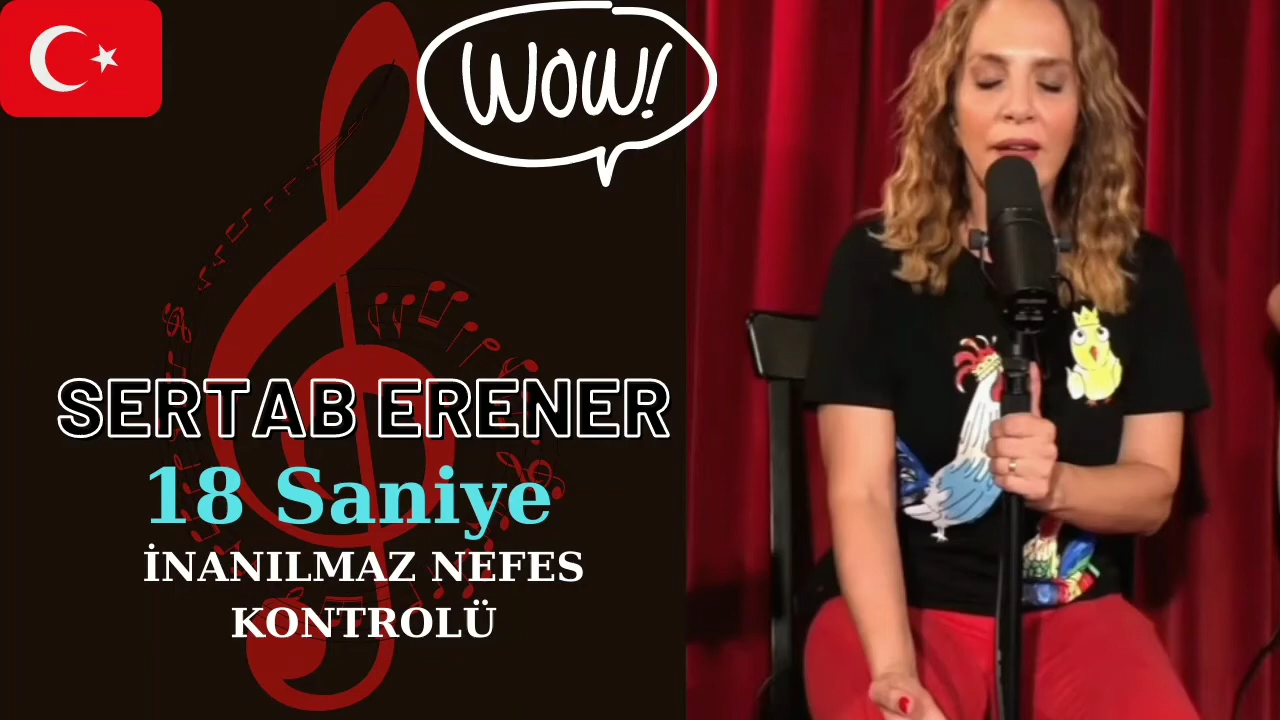 WOW!
SERTAB ERENER
18 Saniye
İNANILMAZ NEFES
KONTROLÜ